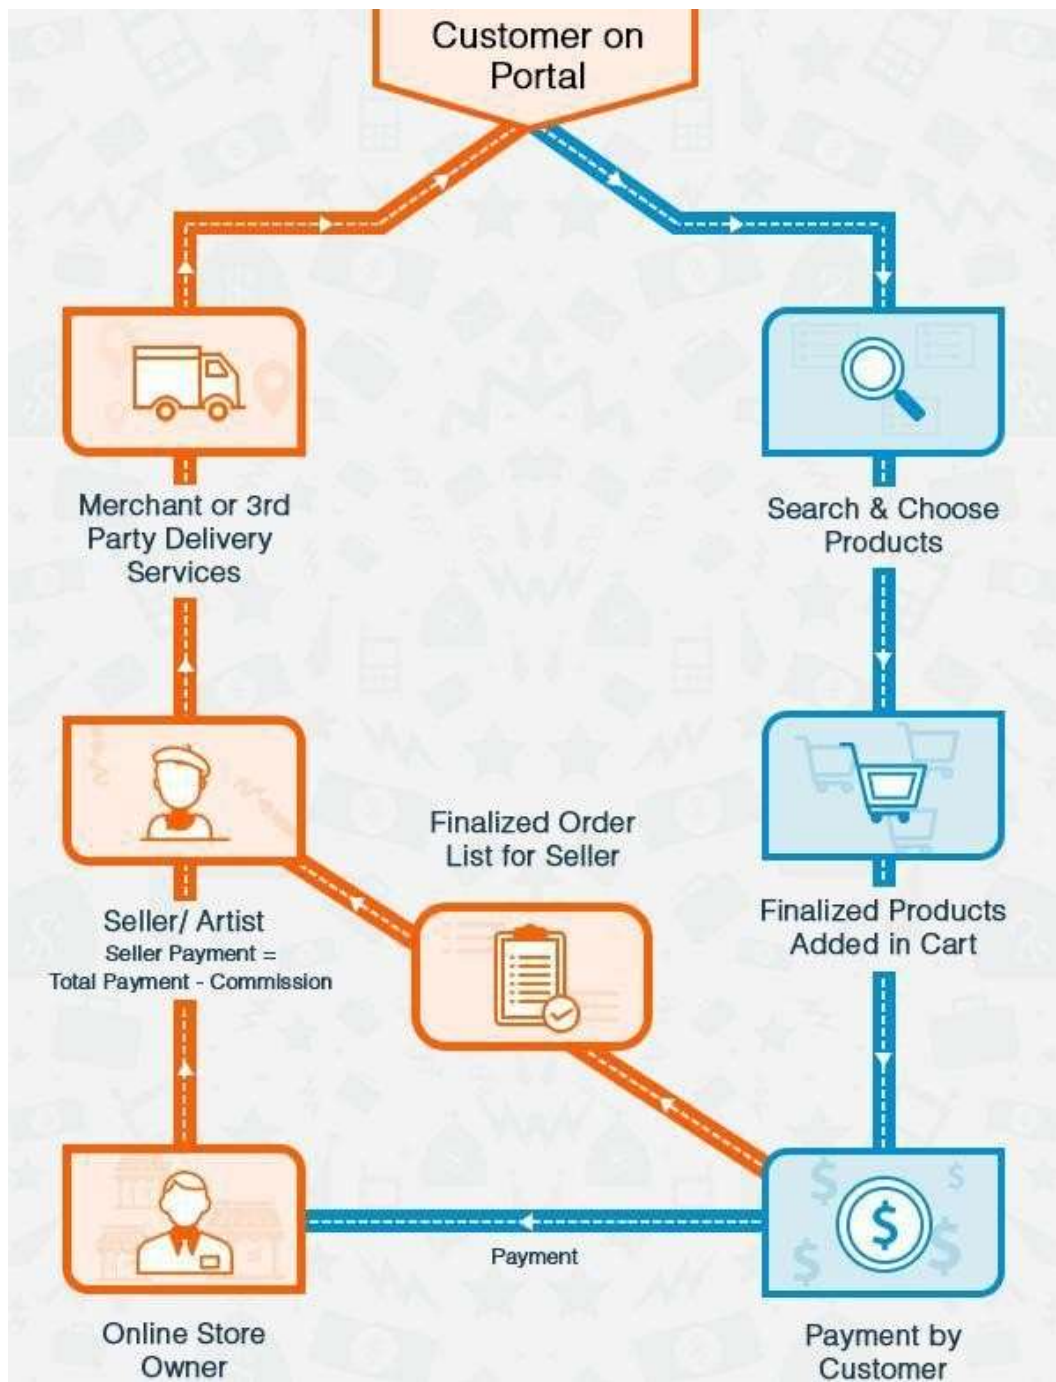 Customer on
Portal
Merchant or 3rd
Party Delivery
Services
Search & Choose
Products
Finalized Order
List for Seller
Seller/ Artist
Seller Payment =
Total Payment - Commission
Finalized Products
Added in Cart
Payment
Online Store
Owner
Payment by
Customer